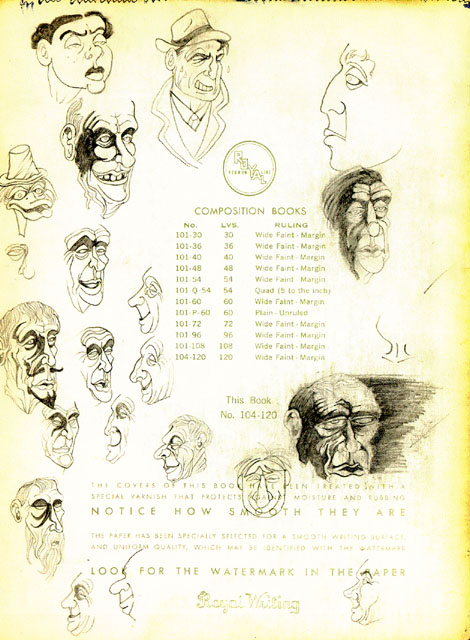 ROYAL
COMPOSITION BOOKS
No. LVS. RULING
101-30 30 Wide Faint - Margin
101-36 36 Wide Faint - Margin
101-40 40 Wide Faint - Margin
101-48 48 Wide Faint - Margin
101-54 54 Wide Faint - Margin
101-Q-54 54 Quad (5 to the inch)
101-60 60 Wide Faint - Margin
101-P-60 60 Plain - Unruled
101-72 72 Wide Faint - Margin
101-96 96 Wide Faint - Margin
101-108 108 Wide Faint - Margin
104-120 120 Wide Faint - Margin
This Book
No. 104-120
THE COVERS OF THIS BOOK HAVE BEEN TREATED WITH A
SPECIAL VARNISH THAT PROTECTS AGAINST MOISTURE AND RUBBING
NOTICE HOW SMOOTH THEY ARE
THE PAPER HAS BEEN SPECIALLY SELECTED FOR A SMOOTH WRITING SURFACE,
AND UNIFORM QUALITY, WHICH MAY BE IDENTIFIED WITH THE WATERMARK
LOOK FOR THE WATERMARK IN THE PAPER
Royal Writing